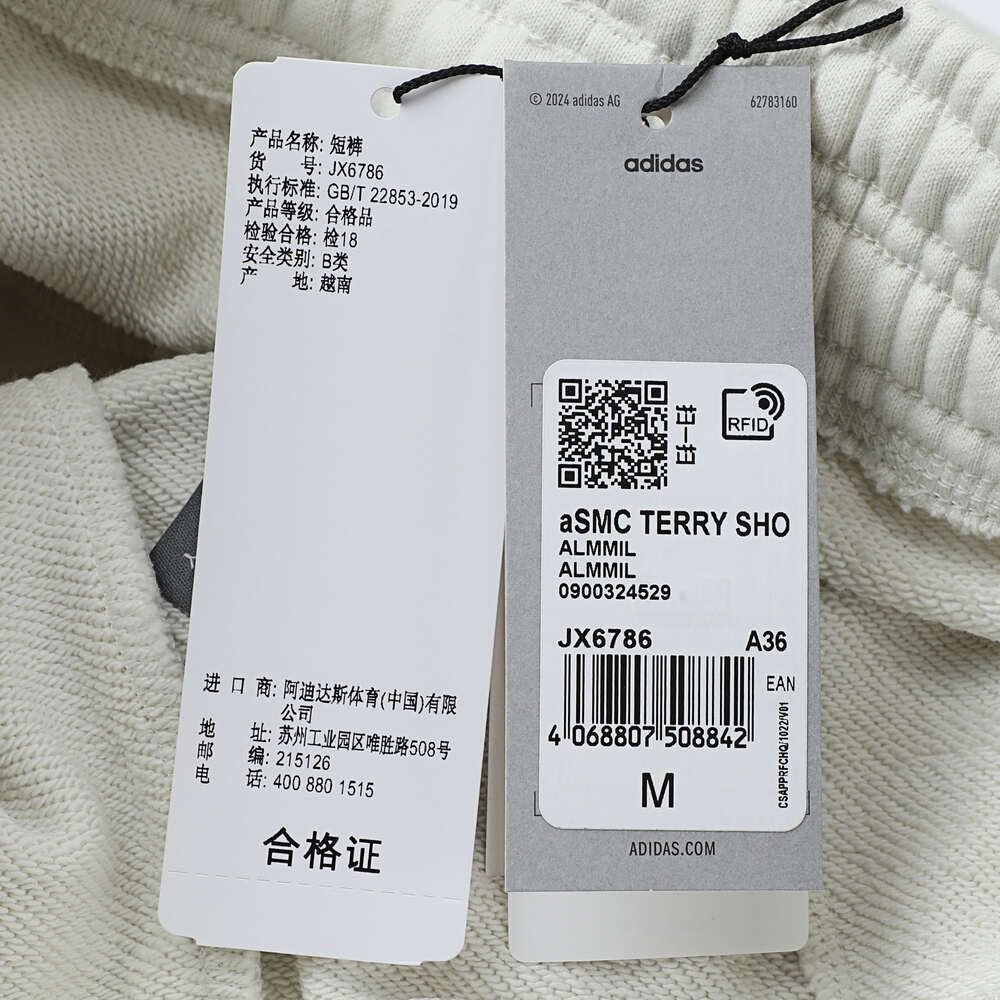 产品名称: 短裤
货 号: JX6786
执行标准: GB/T 22853-2019
产品等级: 合格品
检验合格: 检18
安全类别: B类
产 地: 越南
进 口 商: 阿迪达斯体育(中国)有限
公司
地 址: 苏州工业园区唯胜路508号
邮 编: 215126
电 话: 400 880 1515
合格证
© 2024 adidas AG
62783160
adidas
扫一扫
RFID
aSMC TERRY SHO
ALMMIL
ALMMIL
0900324529
JX6786
A36
EAN
4 068807 508842
CSAPPRFCHQ/1022/V01
M
ADIDAS.COM